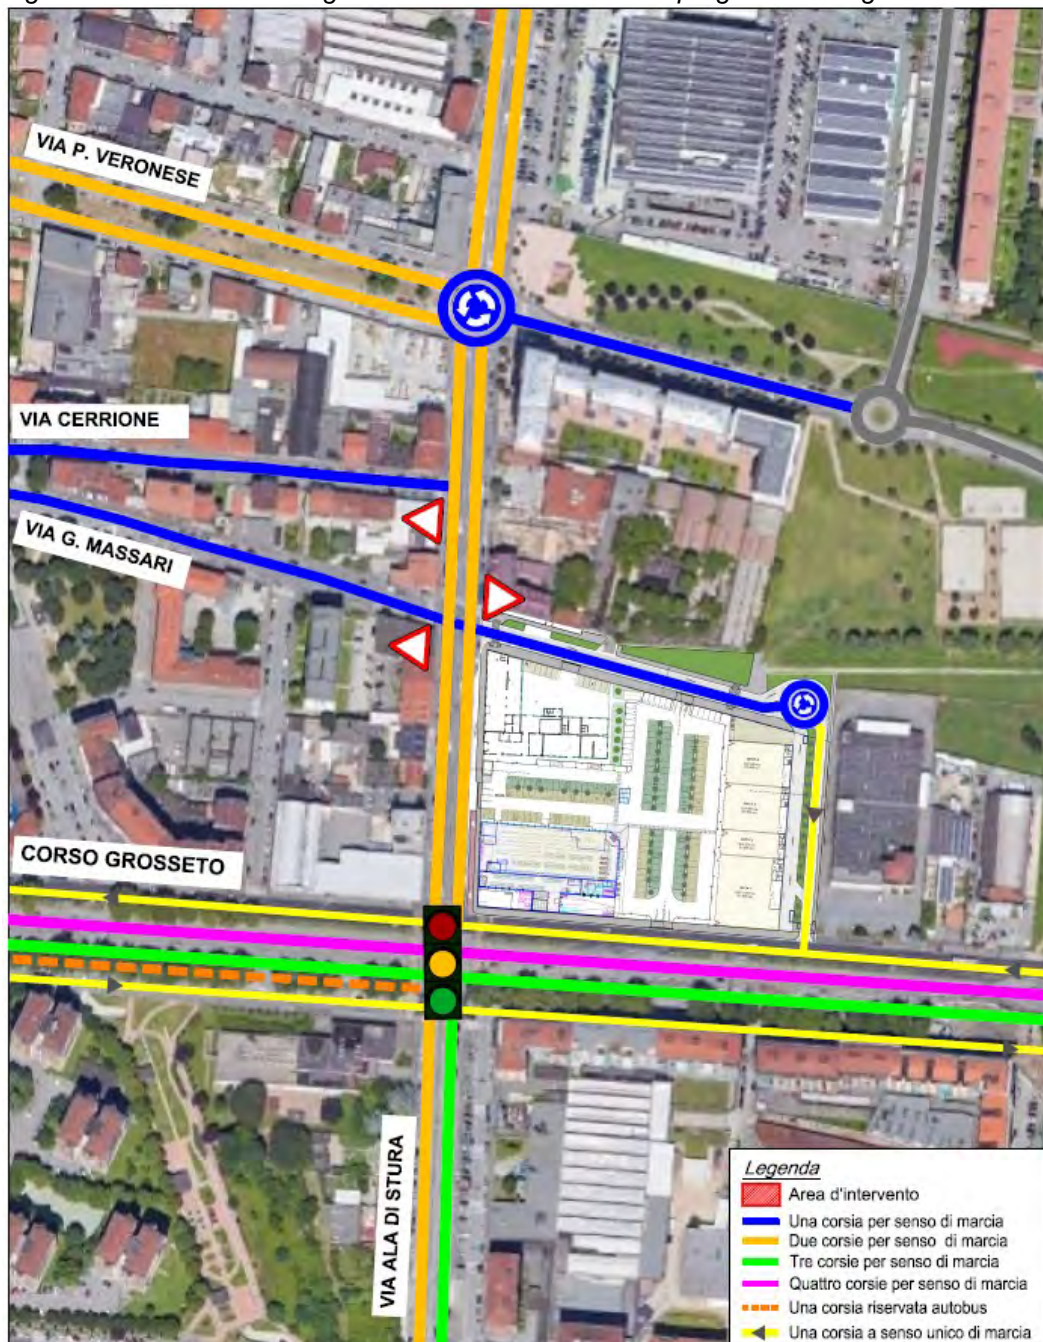 VIA P. VERONESE
VIA CERRIONE
VIA G. MASSARI
CORSO GROSSETO
VIA ALA DI STURA
Legenda
Area d'intervento
Una corsia per senso di marcia
Due corsie per senso di marcia
Tre corsie per senso di marcia
Quattro corsie per senso di marcia
Una corsia riservata autobus
Una corsia a senso unico di marcia